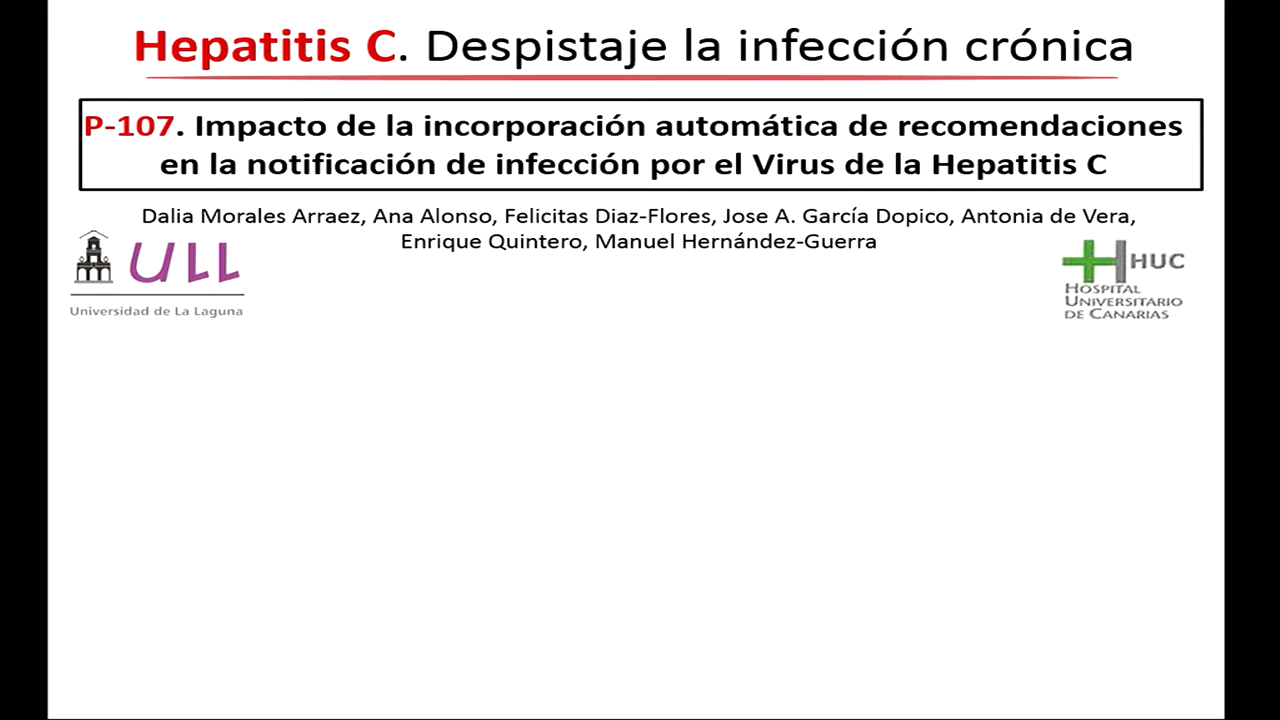 Hepatitis C. Despistaje la infección crónica
P-107. Impacto de la incorporación automática de recomendaciones
en la notificación de infección por el Virus de la Hepatitis C
Dalia Morales Arraez, Ana Alonso, Felicitas Diaz-Flores, Jose A. García Dopico, Antonia de Vera,
Enrique Quintero, Manuel Hernández-Guerra
ULL
Universidad de La Laguna
HUC
HOSPITAL
UNIVERSITARIO
DE CANARIAS